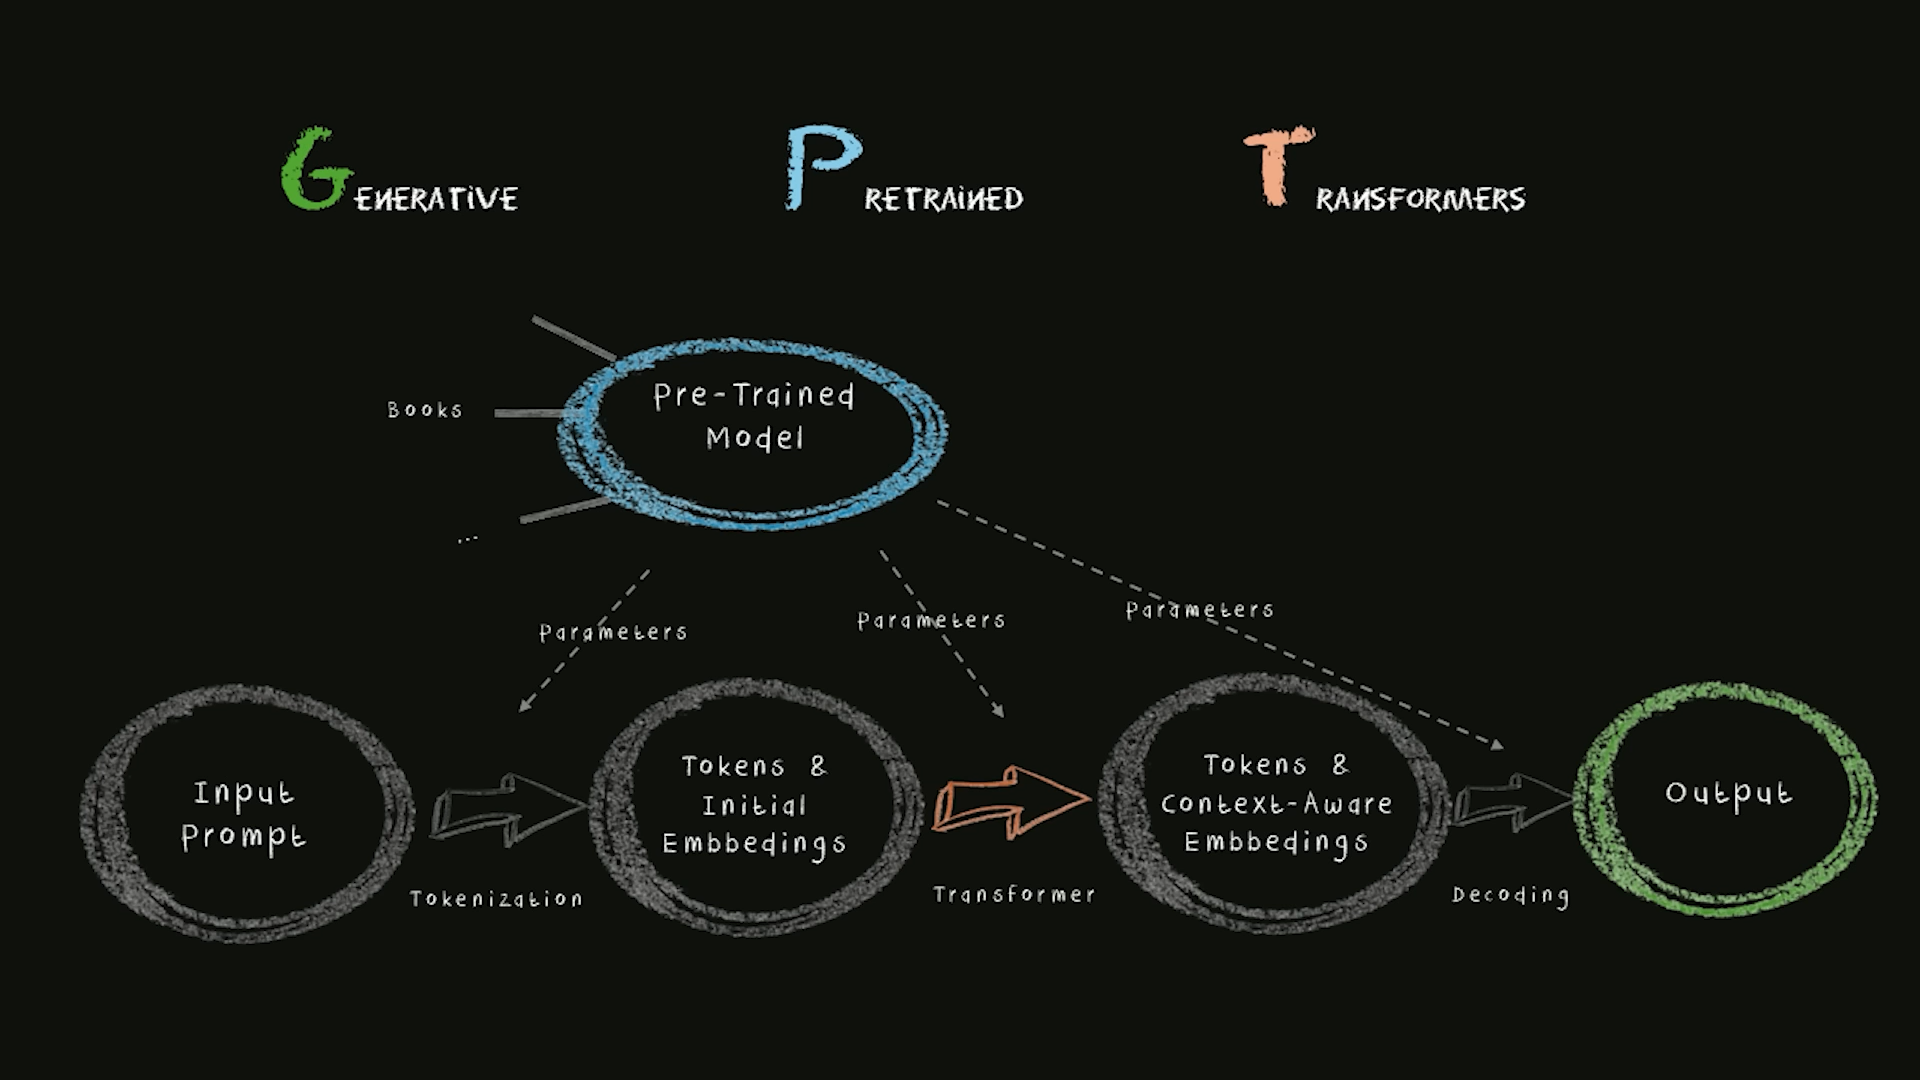 GENERATIVE
PRETRAINED
TRANSFORMERS
Pre-Trained
Model
Books
...
Parameters
Parameters
Parameters
Input
Prompt
Tokenization
Tokens &
Initial
Embbedings
Transformer
Tokens &
Context-Aware
Embbedings
Decoding
Output